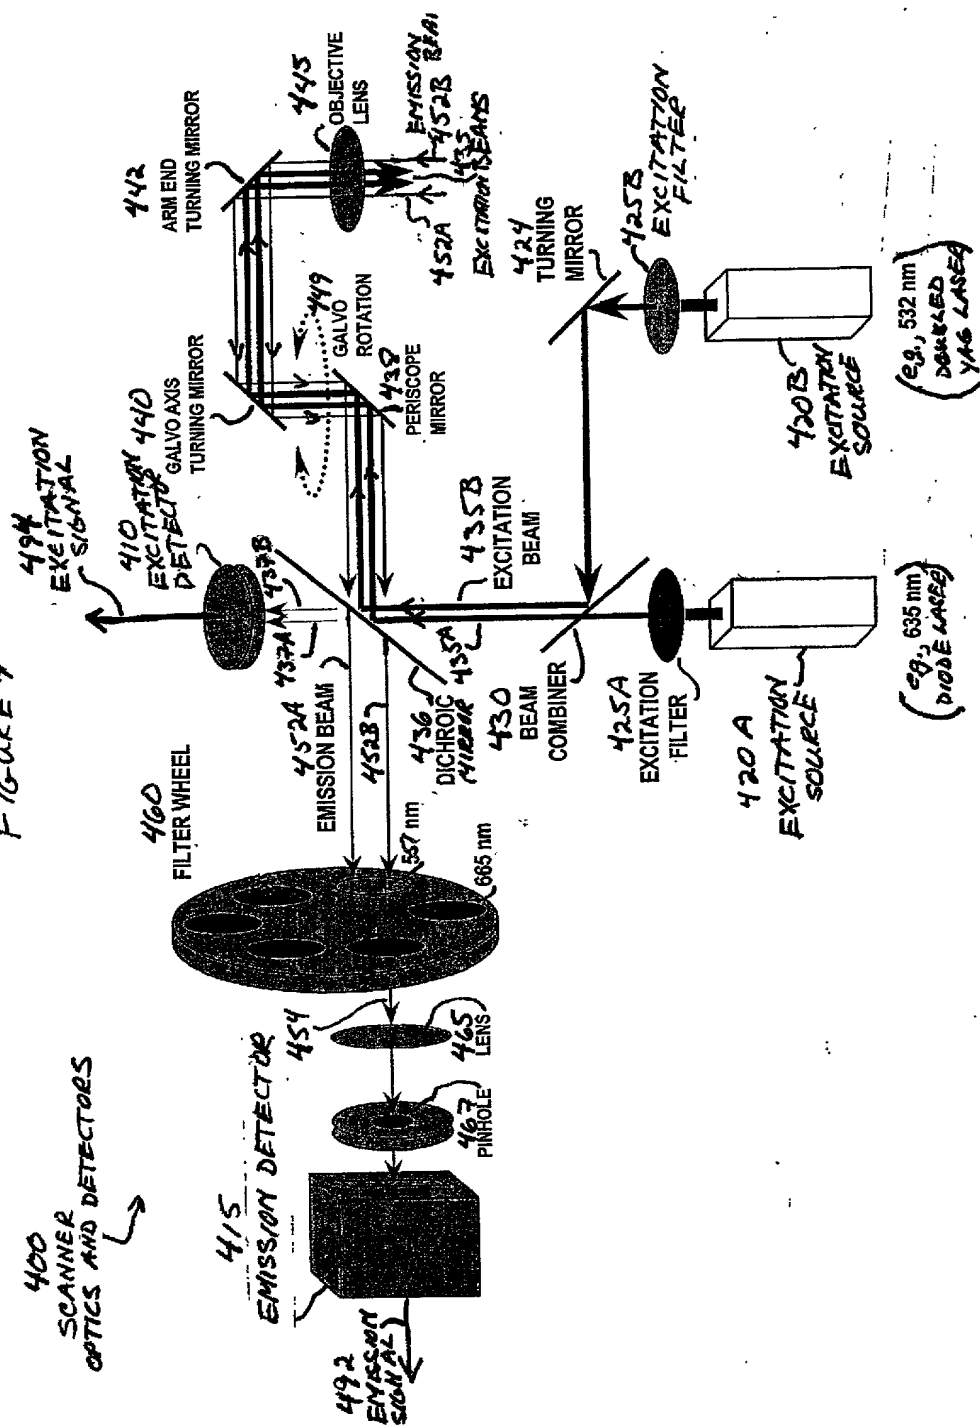 FIGURE 4
400
SCANNER
OPTICS AND DETECTORS
494
EXCITATION
SIGNAL
410
EXCITATION
DETECTOR
440
GALVO AXIS
TURNING MIRROR
442
ARM END
TURNING MIRROR
445
OBJECTIVE
LENS
EMISSION
452B
435
452A
EXCITATION BEAMS
449
GALVO
ROTATION
438
PERISCOPE
MIRROR
437A
437B
460
FILTER WHEEL
452A
EMISSION BEAM
452B
436
DICHROIC
MIRROR
435A
435B
EXCITATION
BEAM
424
TURNING
MIRROR
425B
EXCITATION
FILTER
430
BEAM
COMBINER
425A
EXCITATION
FILTER
557 nm
665 nm
415
EMISSION DETECTOR
454
465
LENS
467
PINHOLE
492
EMISSION
SIGNAL
420A
EXCITATION
SOURCE
(e.g., 635 nm
DIODE LASER)
420B
EXCITATION
SOURCE
(e.g., 532 nm
DOUBLED
YAG LASER)